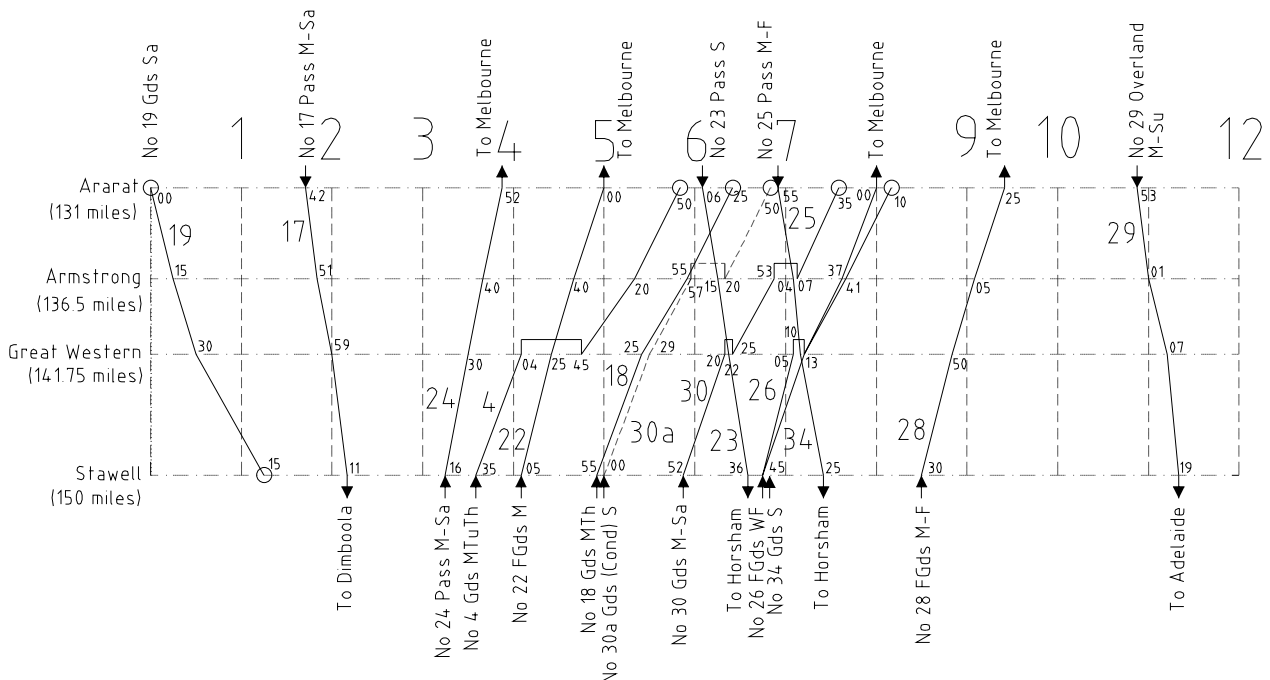 No 19 Gds Sa
No 17 Pass M-Sa
To Melbourne
To Melbourne
No 23 Pass S
No 25 Pass M-F
To Melbourne
To Melbourne
No 29 Overland
M-Su
1 2 3 4 5 6 7 9 10 12
Ararat
(131 miles)
00 42 52 00 50 06 25 50 55 35 00 10 25 53
19 17 25 29
Armstrong
(136.5 miles)
15 51 40 40 20 55 57 15 20 53 04 07 37 41 05 01
Great Western
(141.75 miles)
30 59 30 04 25 45 25 29 20 22 25 05 10 13 50 07
24 4 22 18 30a 30 23 26 34 28
Stawell
(150 miles)
15 11 16 35 05 55 00 52 36 45 25 30 19
To Dimboola
No 24 Pass M-Sa
No 4 Gds MTuTh
No 22 FGds M
No 18 Gds MTh
No 30a Gds (Cond) S
No 30 Gds M-Sa
To Horsham
No 26 FGds WF
No 34 Gds S
To Horsham
No 28 FGds M-F
To Adelaide